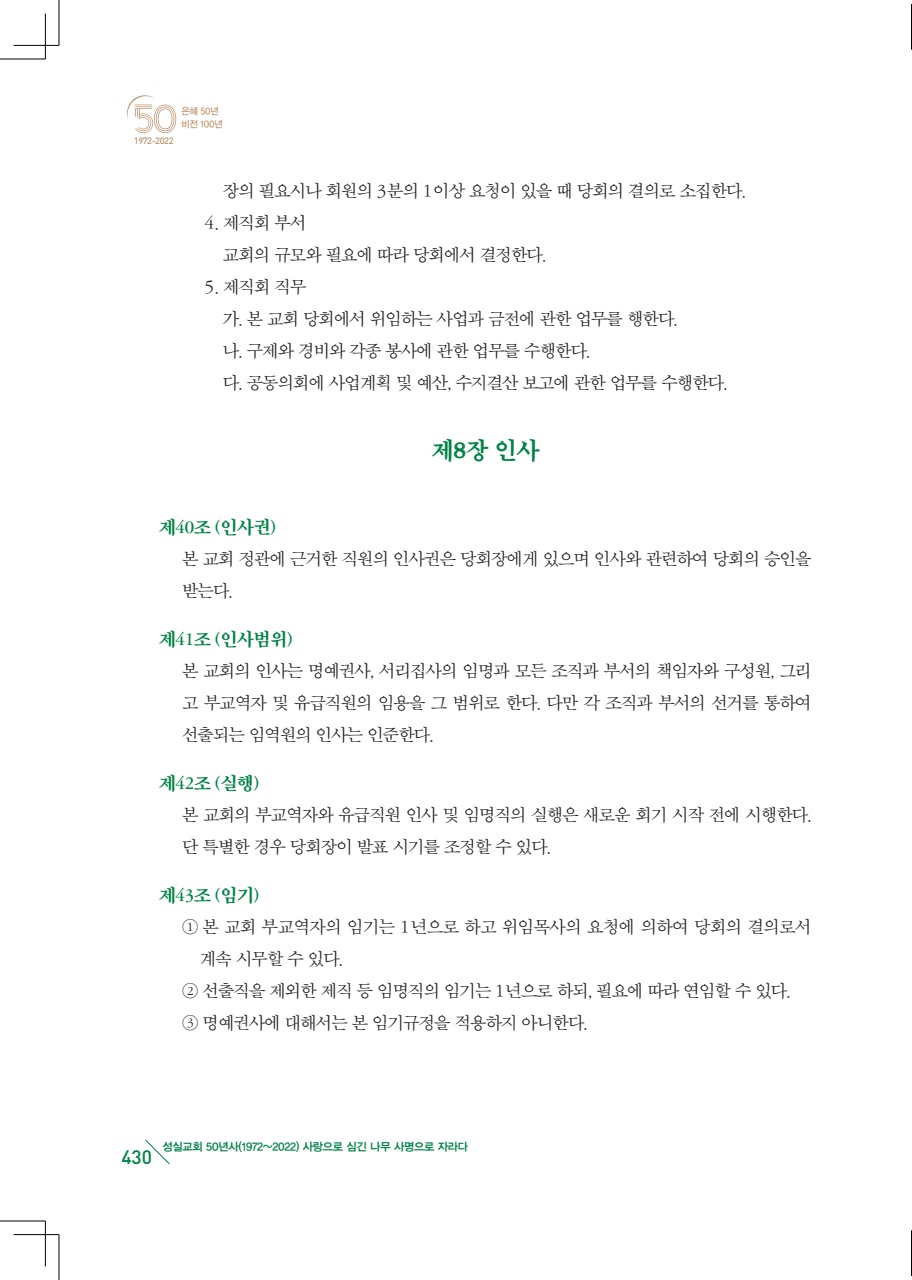 50
은혜 50년
비전 100년
1972-2022
장의 필요시나 회원의 3분의 1이상 요청이 있을 때 당회의 결의로 소집한다.
4. 제직회 부서
교회의 규모와 필요에 따라 당회에서 결정한다.
5. 제직회 직무
가. 본 교회 당회에서 위임하는 사업과 금전에 관한 업무를 행한다.
나. 구제와 경비와 각종 봉사에 관한 업무를 수행한다.
다. 공동의회에 사업계획 및 예산, 수지결산 보고에 관한 업무를 수행한다.
제8장 인사
제40조 (인사권)
본 교회 정관에 근거한 직원의 인사권은 당회장에게 있으며 인사와 관련하여 당회의 승인을
받는다.
제41조 (인사범위)
본 교회의 인사는 명예권사, 서리집사의 임명과 모든 조직과 부서의 책임자와 구성원, 그리
고 부교역자 및 유급직원의 임용을 그 범위로 한다. 다만 각 조직과 부서의 선거를 통하여
선출되는 임역원의 인사는 인준한다.
제42조 (실행)
본 교회의 부교역자와 유급직원 인사 및 임명직의 실행은 새로운 회기 시작 전에 시행한다.
단 특별한 경우 당회장이 발표 시기를 조정할 수 있다.
제43조 (임기)
① 본 교회 부교역자의 임기는 1년으로 하고 위임목사의 요청에 의하여 당회의 결의로서
계속 시무할 수 있다.
② 선출직을 제외한 제직 등 임명직의 임기는 1년으로 하되, 필요에 따라 연임할 수 있다.
③ 명예권사에 대해서는 본 임기규정을 적용하지 아니한다.
430 성실교회 50년사(1972~2022) 사랑으로 심긴 나무 사명으로 자라다